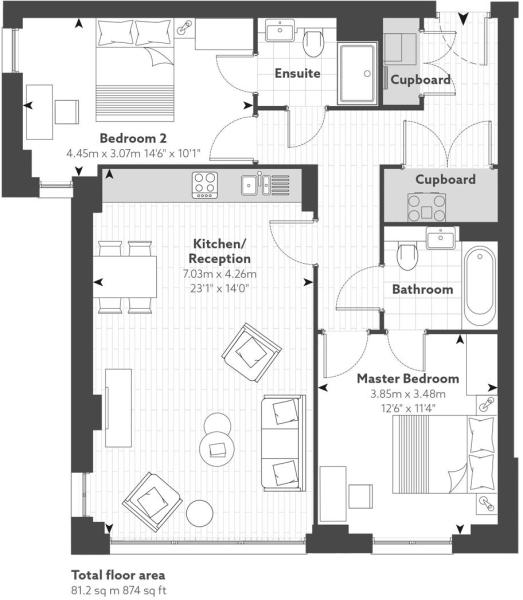 Ensuite
Cupboard
Bedroom 2
4.45m x 3.07m 14'6" x 10'1"
Cupboard
Kitchen/
Reception
7.03m x 4.26m
23'1" x 14'0"
Bathroom
Master Bedroom
3.85m x 3.48m
12'6" x 11'4"
Total floor area
81.2 sq m 874 sq ft